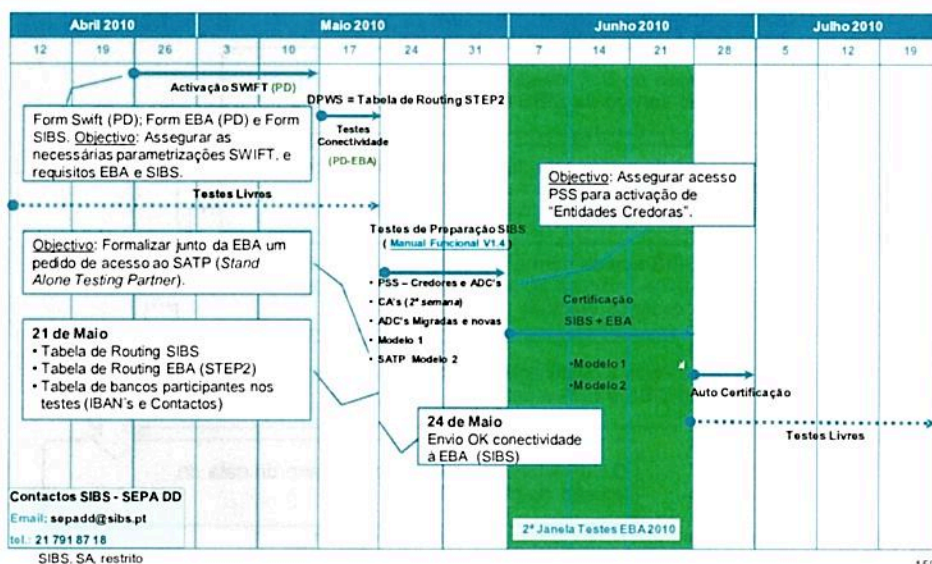 Abril 2010 Maio 2010 Junho 2010 Julho 2010
12 19 26 3 10 17 24 31 7 14 21 28 5 12 19
Activação SWIFT (PD)
DPWS = Tabela de Routing STEP2
Form Swift (PD); Form EBA (PD) e Form
SIBS. Objectivo: Assegurar as
necessárias parametrizações SWIFT, e
requisitos EBA e SIBS.
Testes
Conectividade
(PD-EBA)
Objectivo: Assegurar acesso
PSS para activação de
"Entidades Credoras".
Testes Livres
Testes de Preparação SIBS
( Manual Funcional V1.4)
Objectivo: Formalizar junto da EBA um
pedido de acesso ao SATP (Stand
Alone Testing Partner).
• PSS – Credores e ADC's
• CA's (2ª semana)
• ADC's Migradas e novas
• Modelo 1
• SATP Modelo 2
Certificação
SIBS + EBA
• Modelo 1
• Modelo 2
21 de Maio
• Tabela de Routing SIBS
• Tabela de Routing EBA (STEP2)
• Tabela de bancos participantes nos
testes (IBAN's e Contactos)
Auto Certificação
24 de Maio
Envio OK conectividade
à EBA (SIBS)
Testes Livres
Contactos SIBS - SEPA DD
Email: sepadd@sibs.pt
tel.: 21 791 87 18
2ª Janela Testes EBA 2010
SIBS, SA, restrito